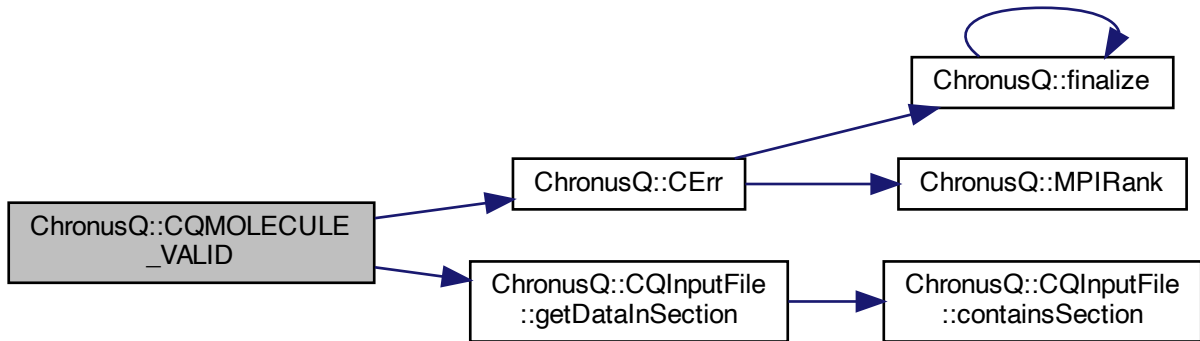 ChronusQ::finalize
ChronusQ::CErr
ChronusQ::MPIRank
ChronusQ::CQMOLECULE
_VALID
ChronusQ::CQInputFile
::getDataInSection
ChronusQ::CQInputFile
::containsSection